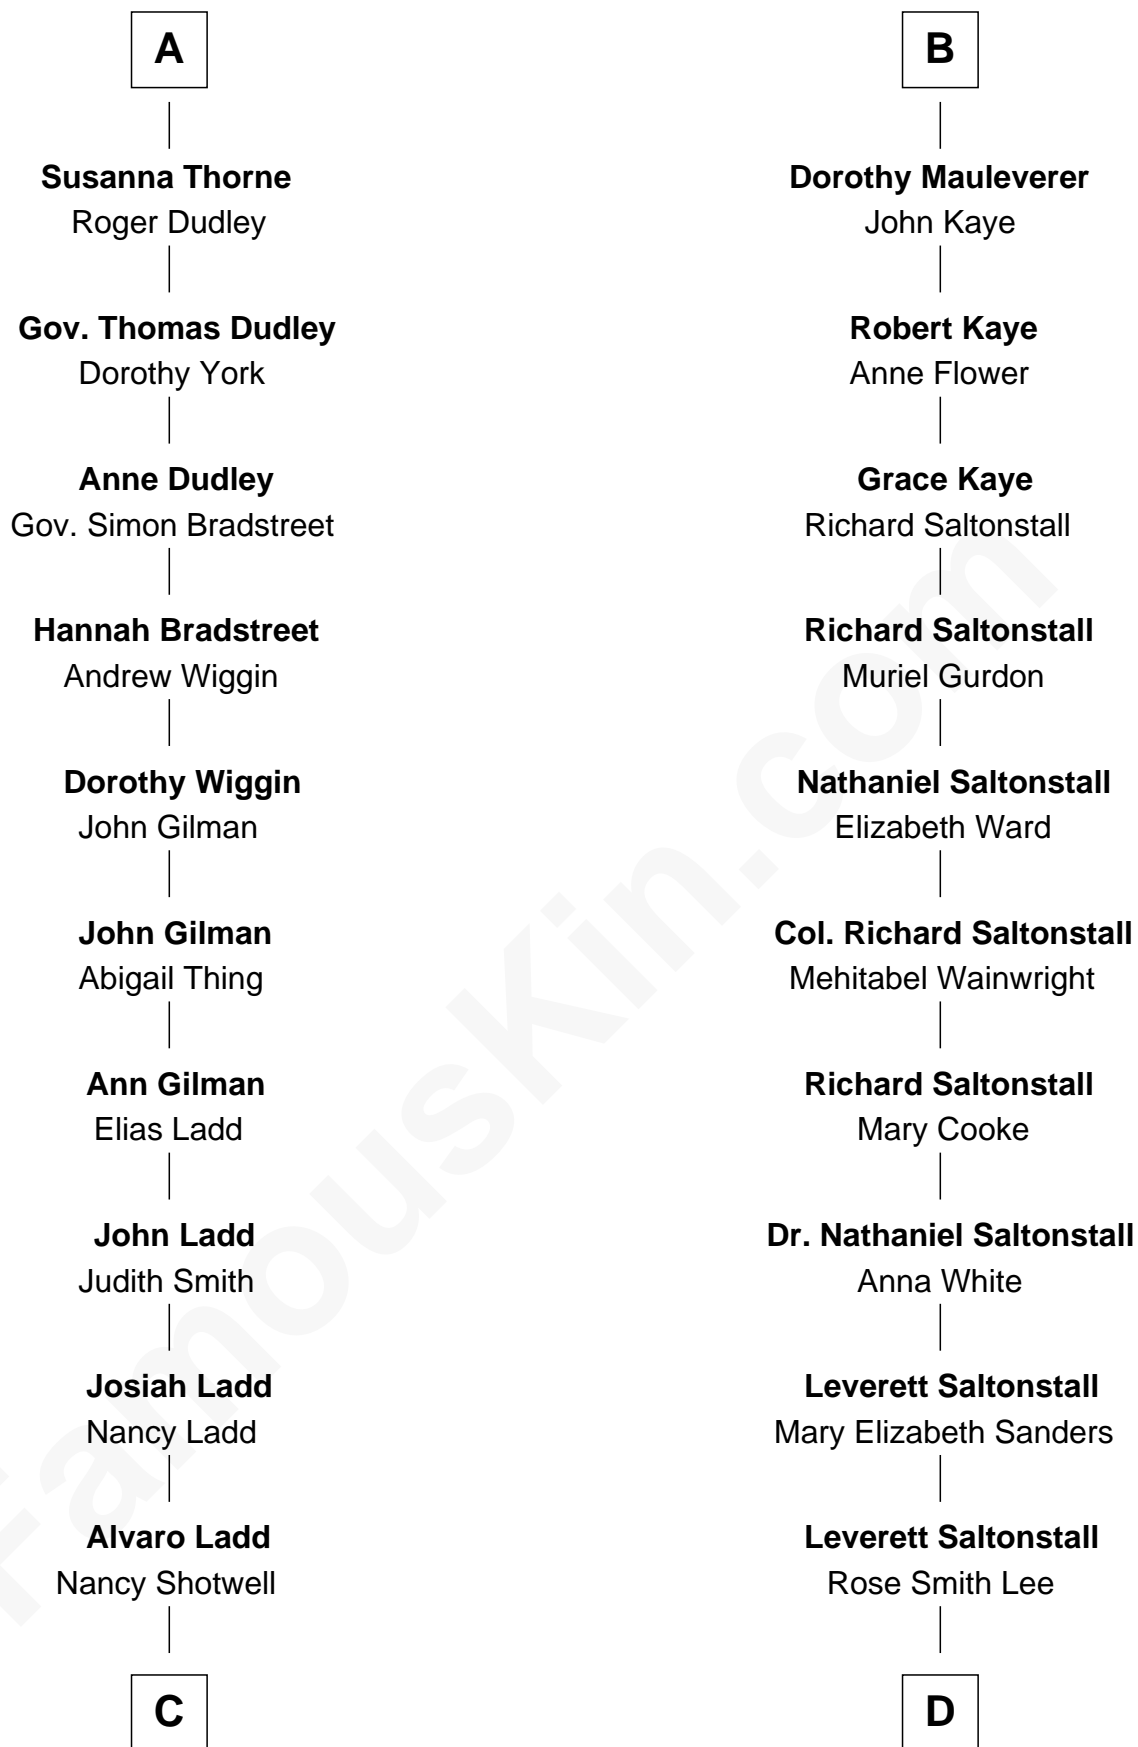 A
Susanna Thorne
Roger Dudley
Gov. Thomas Dudley
Dorothy York
Anne Dudley
Gov. Simon Bradstreet
Hannah Bradstreet
Andrew Wiggin
Dorothy Wiggin
John Gilman
John Gilman
Abigail Thing
Ann Gilman
Elias Ladd
John Ladd
Judith Smith
Josiah Ladd
Nancy Ladd
Alvaro Ladd
Nancy Shotwell
C
B
Dorothy Mauleverer
John Kaye
Robert Kaye
Anne Flower
Grace Kaye
Richard Saltonstall
Richard Saltonstall
Muriel Gurdon
Nathaniel Saltonstall
Elizabeth Ward
Col. Richard Saltonstall
Mehitabel Wainwright
Richard Saltonstall
Mary Cooke
Dr. Nathaniel Saltonstall
Anna White
Leverett Saltonstall
Mary Elizabeth Sanders
Leverett Saltonstall
Rose Smith Lee
D
FamousKin.com